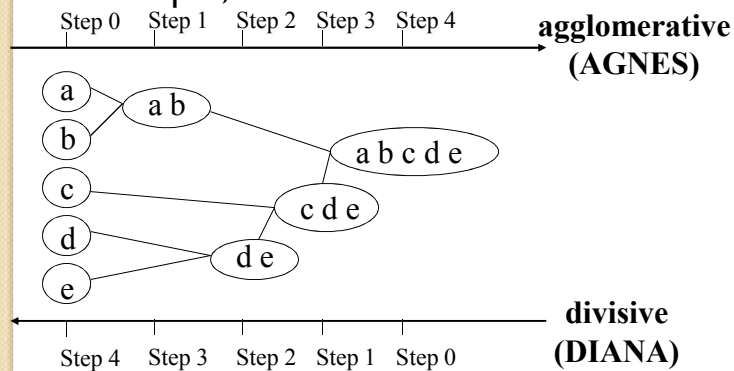 Step 0 Step 1 Step 2 Step 3 Step 4
agglomerative
(AGNES)
a
a b
b
a b c d e
c
c d e
d
d e
e
divisive
(DIANA)
Step 4 Step 3 Step 2 Step 1 Step 0